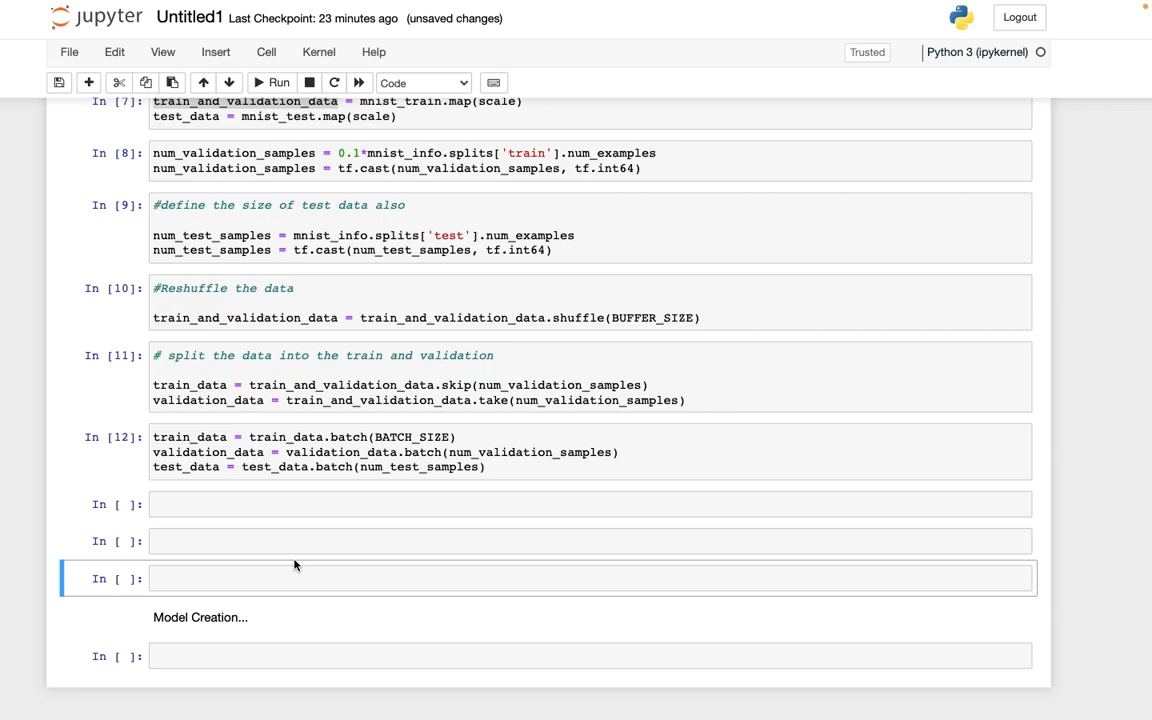 jupyter Untitled1 Last Checkpoint: 23 minutes ago (unsaved changes)
Logout
File Edit View Insert Cell Kernel Help Trusted Python 3 (ipykernel)
Run Code
In [7]: train_and_validation_data = mnist_train.map(scale)
test_data = mnist_test.map(scale)
In [8]: num_validation_samples = 0.1*mnist_info.splits['train'].num_examples
num_validation_samples = tf.cast(num_validation_samples, tf.int64)
In [9]: #define the size of test data also
num_test_samples = mnist_info.splits['test'].num_examples
num_test_samples = tf.cast(num_test_samples, tf.int64)
In [10]: #Reshuffle the data
train_and_validation_data = train_and_validation_data.shuffle(BUFFER_SIZE)
In [11]: # split the data into the train and validation
train_data = train_and_validation_data.skip(num_validation_samples)
validation_data = train_and_validation_data.take(num_validation_samples)
In [12]: train_data = train_data.batch(BATCH_SIZE)
validation_data = validation_data.batch(num_validation_samples)
test_data = test_data.batch(num_test_samples)
In [ ]:
In [ ]:
In [ ]:
Model Creation...
In [ ]: